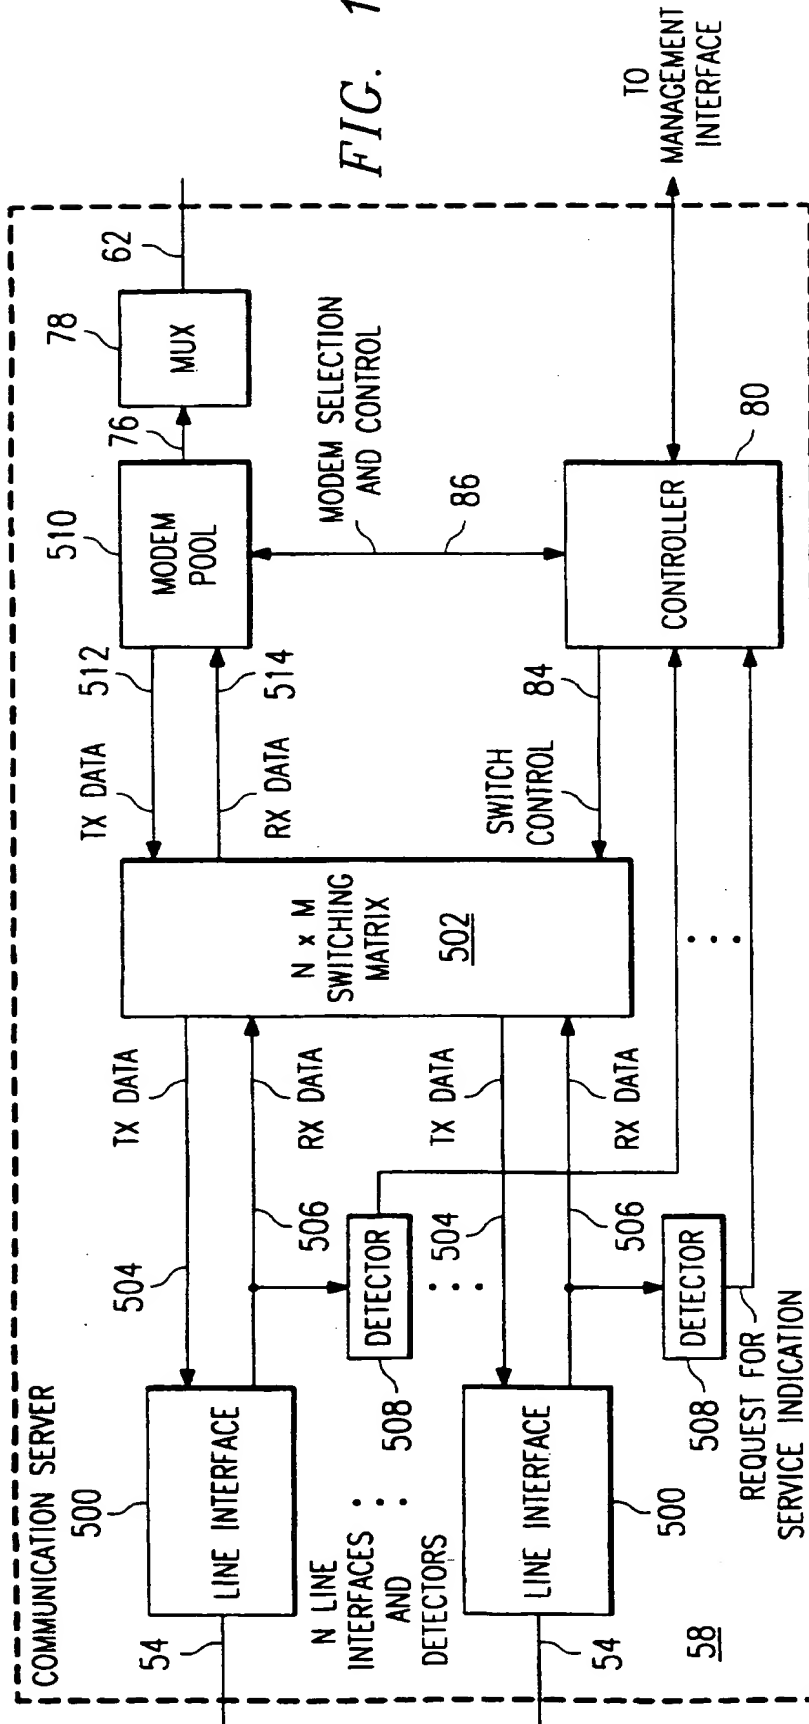 COMMUNICATION SERVER
54
500
LINE INTERFACE
504
TX DATA
506
RX DATA
508
DETECTOR
N LINE
INTERFACES
AND
DETECTORS
54
LINE INTERFACE
500
504
TX DATA
506
RX DATA
508
DETECTOR
REQUEST FOR
SERVICE INDICATION
58
N x M
SWITCHING
MATRIX
502
TX DATA
512
RX DATA
514
510
MODEM
POOL
76
78
MUX
62
SWITCH
CONTROL
84
MODEM SELECTION
AND CONTROL
86
CONTROLLER
80
TO
MANAGEMENT
INTERFACE
FIG. 1